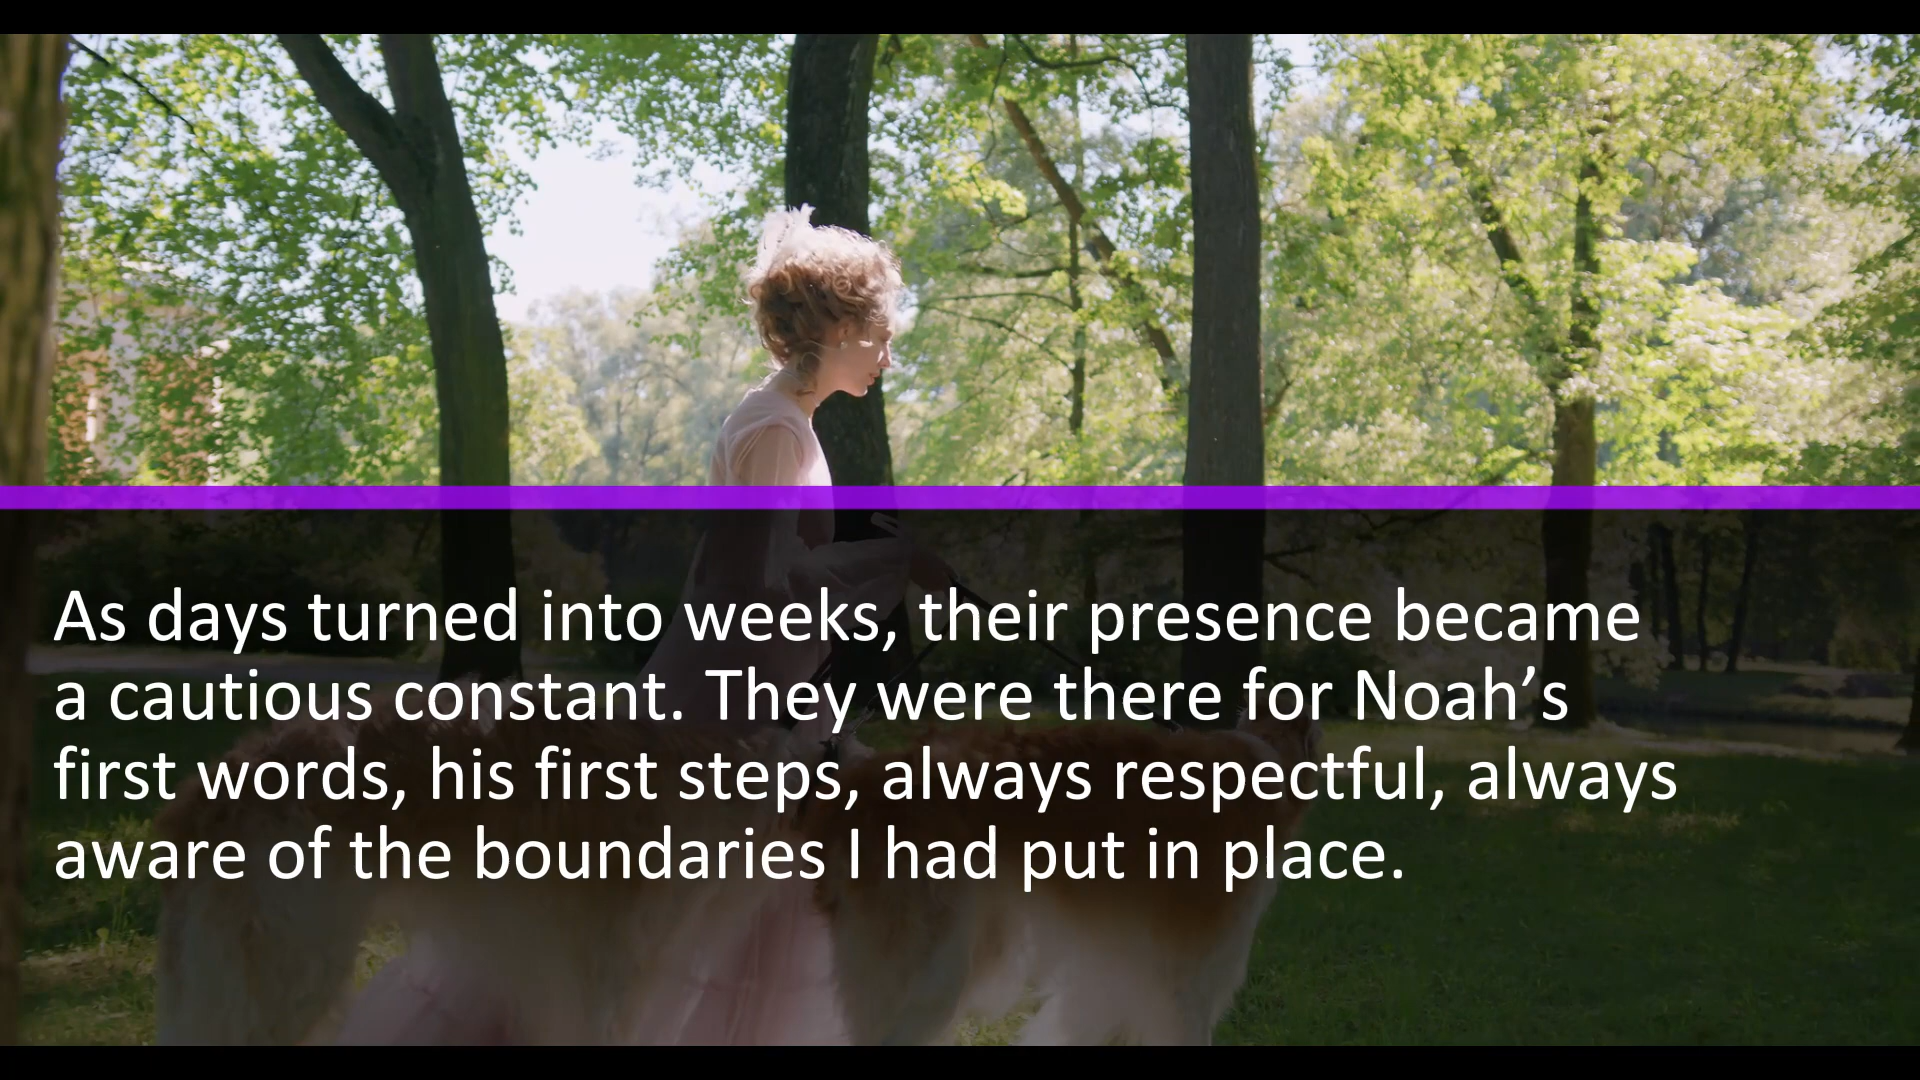 As days turned into weeks, their presence became
a cautious constant. They were there for Noah’s
first words, his first steps, always respectful, always
aware of the boundaries I had put in place.